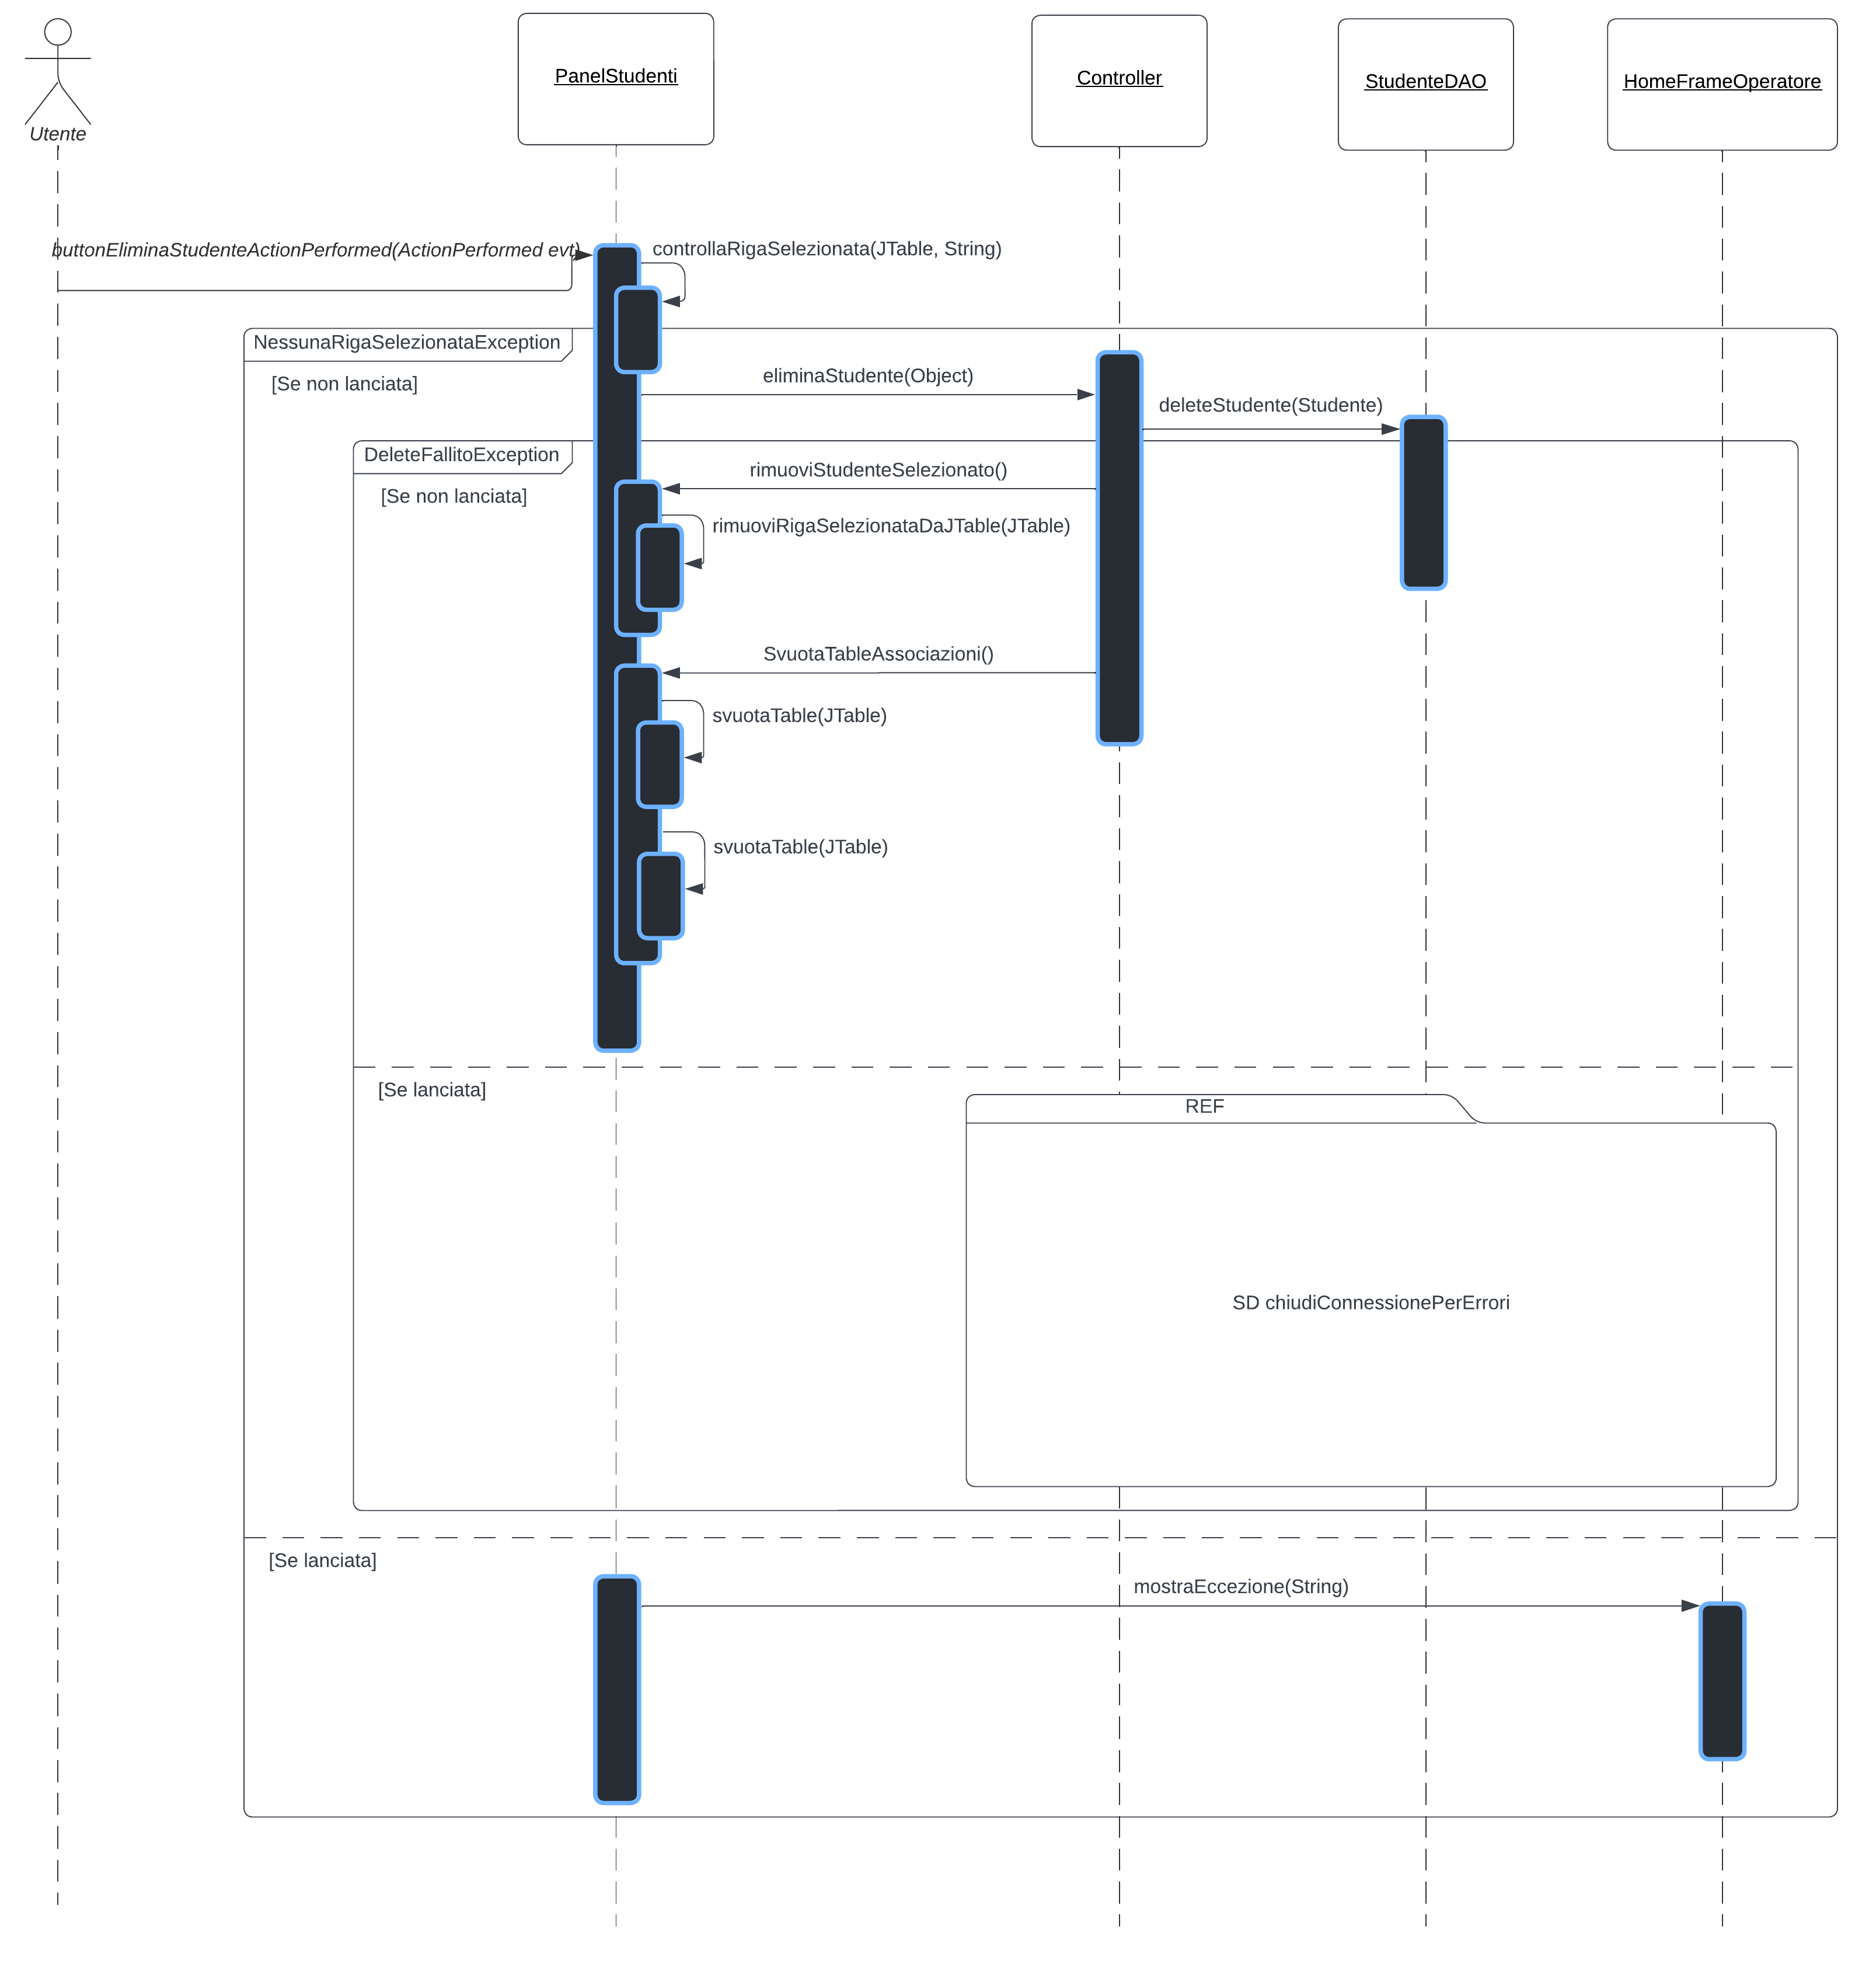 Utente
PanelStudenti
Controller
StudenteDAO
HomeFrameOperatore
buttonEliminaStudenteActionPerformed(ActionPerformed evt)
controllaRigaSelezionata(JTable, String)
NessunaRigaSelezionataException
[Se non lanciata]
eliminaStudente(Object)
deleteStudente(Studente)
DeleteFallitoException
[Se non lanciata]
rimuoviStudenteSelezionato()
rimuoviRigaSelezionataDaJTable(JTable)
SvuotaTableAssociazioni()
svuotaTable(JTable)
svuotaTable(JTable)
[Se lanciata]
REF
SD chiudiConnessionePerErrori
[Se lanciata]
mostraEccezione(String)